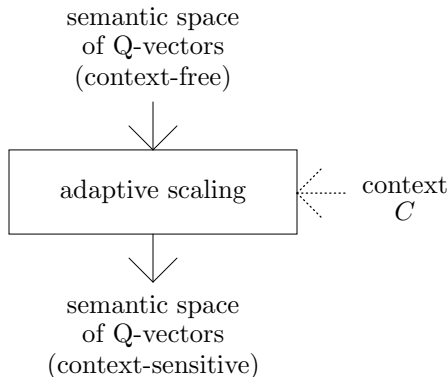 semantic space
of Q-vectors
(context-free)
adaptive scaling
context
C
semantic space
of Q-vectors
(context-sensitive)